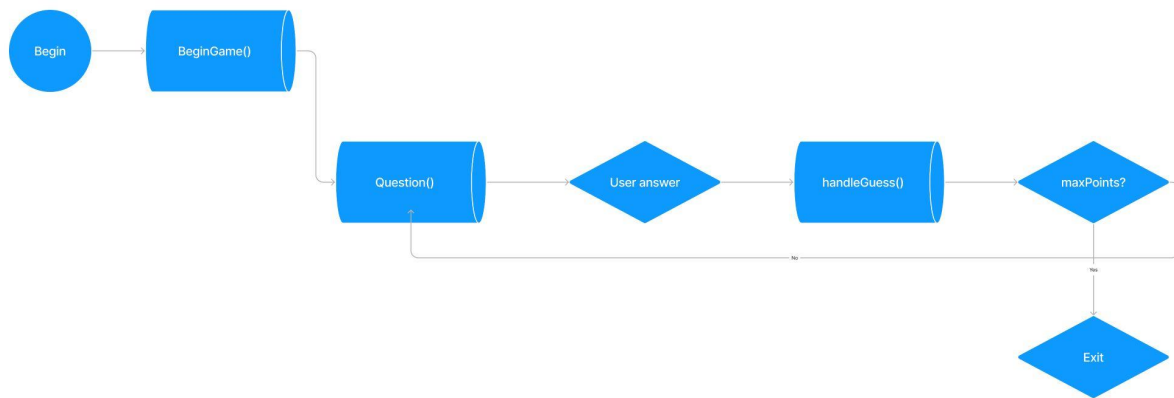 Begin
BeginGame()
Question()
User answer
handleGuess()
maxPoints?
No
Yes
Exit